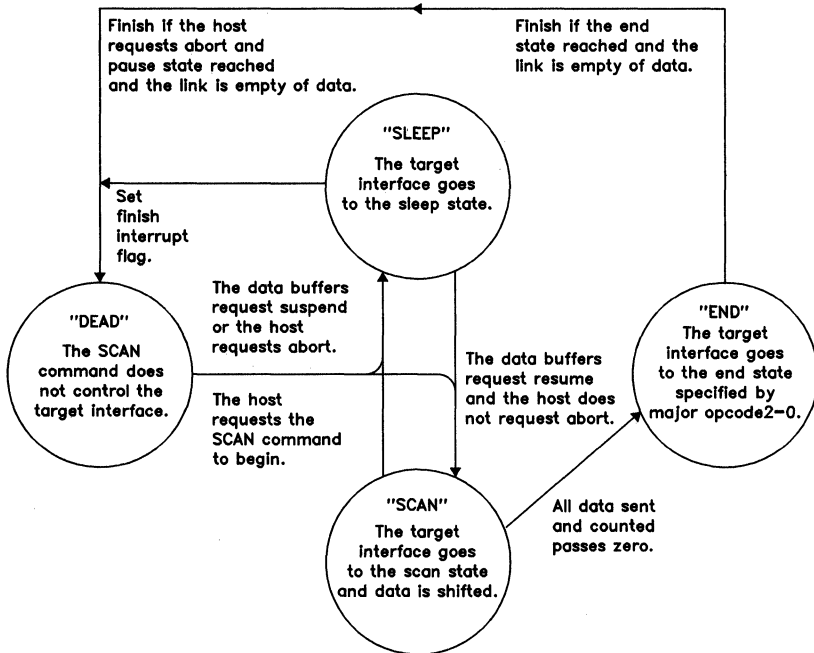 Finish if the host
requests abort and
pause state reached
and the link is empty of data.
Finish if the end
state reached and the
link is empty of data.
"SLEEP"
The target
interface goes
to the sleep state.
Set
finish
interrupt
flag.
"DEAD"
The SCAN
command does
not control the
target interface.
The data buffers
request suspend
or the host
requests abort.
The host
requests the
SCAN command
to begin.
The data buffers
request resume
and the host does
not request abort.
"END"
The target
interface goes
to the end state
specified by
major opcode2-0.
"SCAN"
The target
interface goes
to the scan state
and data is shifted.
All data sent
and counted
passes zero.